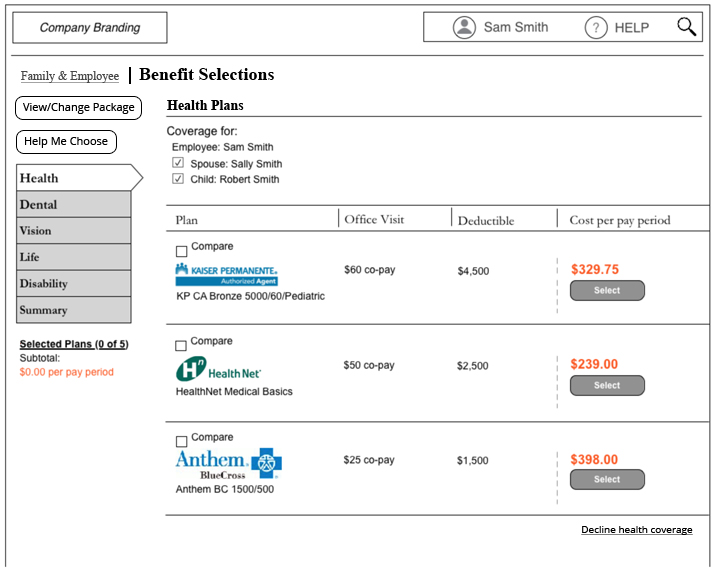 Company Branding
Sam Smith
? HELP
Family & Employee | Benefit Selections
View/Change Package
Help Me Choose
Health
Dental
Vision
Life
Disability
Summary
Selected Plans (0 of 5)
Subtotal:
$0.00 per pay period
Health Plans
Coverage for:
Employee: Sam Smith
Spouse: Sally Smith
Child: Robert Smith
Plan Office Visit Deductible Cost per pay period
Compare
KAISER PERMANENTE®
Authorized Agent
KP CA Bronze 5000/60/Pediatric
$60 co-pay
$4,500
$329.75
Select
Compare
Hn Health Net®
HealthNet Medical Basics
$50 co-pay
$2,500
$239.00
Select
Compare
Anthem®
BlueCross
Anthem BC 1500/500
$25 co-pay
$1,500
$398.00
Select
Decline health coverage